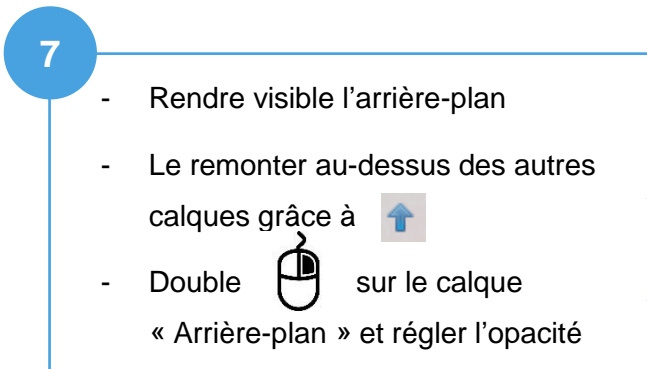 7
- Rendre visible l’arrière-plan
- Le remonter au-dessus des autres
calques grâce à
- Double sur le calque
« Arrière-plan » et régler l’opacité